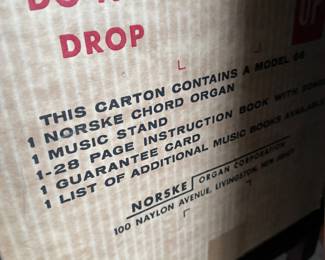 DROP
UP
THIS CARTON CONTAINS A MODEL 64
1 NORSKE CHORD ORGAN
1 MUSIC STAND
1-28 PAGE INSTRUCTION BOOK WITH SONGS
1 GUARANTEE CARD
1 LIST OF ADDITIONAL MUSIC BOOKS AVAILABLE
NORSKE ORGAN CORPORATION
100 NAYLON AVENUE, LIVINGSTON, NEW JERSEY